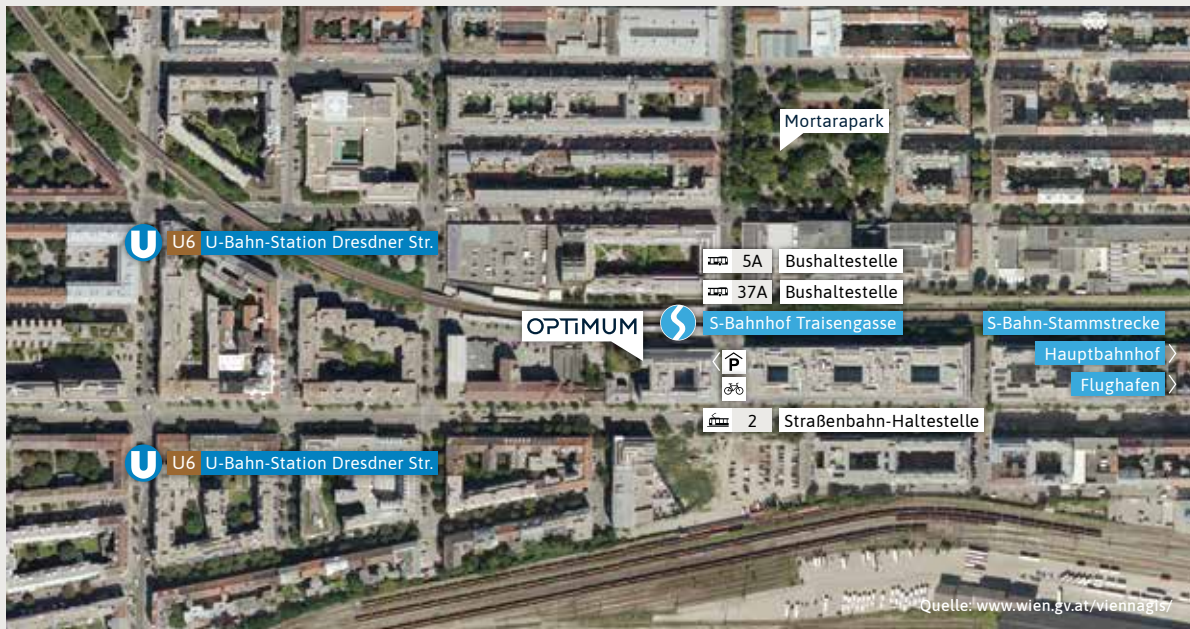 Mortarapark
U U6 U-Bahn-Station Dresdner Str.
5A Bushaltestelle
37A Bushaltestelle
OPTIMUM
S S-Bahnhof Traisengasse
S-Bahn-Stammstrecke
Hauptbahnhof
Flughafen
P
2 Straßenbahn-Haltestelle
U U6 U-Bahn-Station Dresdner Str.
Quelle: www.wien.gv.at/viennagis/